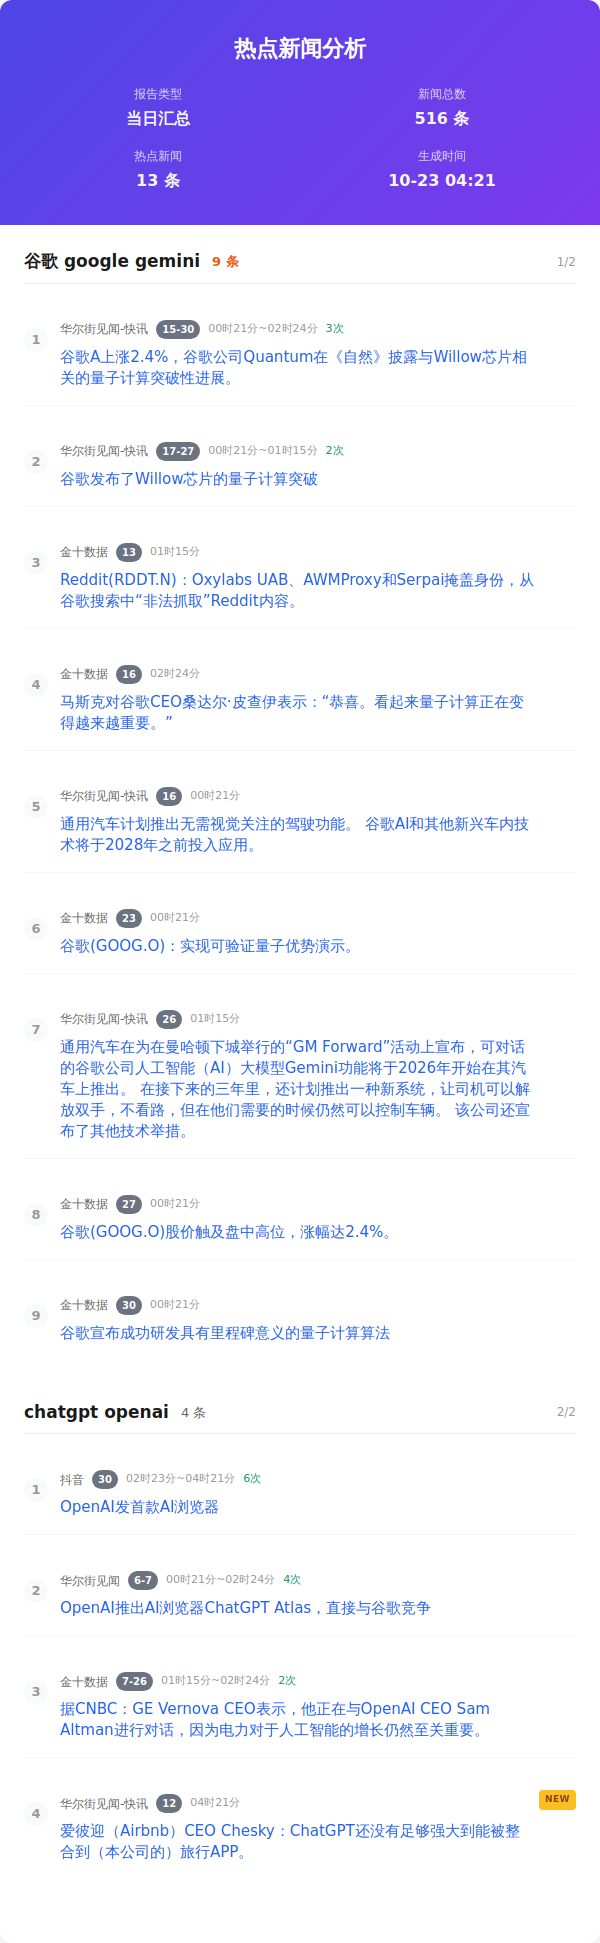 热点新闻分析
报告类型
新闻总数
当日汇总
516 条
热点新闻
生成时间
13 条
10-23 04:21
谷歌 google gemini 9 条 1/2
1
华尔街见闻-快讯 15-30 00时21分~02时24分 3次
谷歌A上涨2.4%，谷歌公司Quantum在《自然》披露与Willow芯片相
关的量子计算突破性进展。
2
华尔街见闻-快讯 17-27 00时21分~01时15分 2次
谷歌发布了Willow芯片的量子计算突破
3
金十数据 13 01时15分
Reddit(RDDT.N)：Oxylabs UAB、AWMProxy和Serpai掩盖身份，从
谷歌搜索中“非法抓取”Reddit内容。
4
金十数据 16 02时24分
马斯克对谷歌CEO桑达尔·皮查伊表示：“恭喜。看起来量子计算正在变
得越来越重要。”
5
华尔街见闻-快讯 16 00时21分
通用汽车计划推出无需视觉关注的驾驶功能。 谷歌AI和其他新兴车内技
术将于2028年之前投入应用。
6
金十数据 23 00时21分
谷歌(GOOG.O)：实现可验证量子优势演示。
7
华尔街见闻-快讯 26 01时15分
通用汽车在为在曼哈顿下城举行的“GM Forward”活动上宣布，可对话
的谷歌公司人工智能（AI）大模型Gemini功能将于2026年开始在其汽
车上推出。 在接下来的三年里，还计划推出一种新系统，让司机可以解
放双手，不看路，但在他们需要的时候仍然可以控制车辆。 该公司还宣
布了其他技术举措。
8
金十数据 27 00时21分
谷歌(GOOG.O)股价触及盘中高位，涨幅达2.4%。
9
金十数据 30 00时21分
谷歌宣布成功研发具有里程碑意义的量子计算算法
chatgpt openai 4 条 2/2
1
抖音 30 02时23分~04时21分 6次
OpenAI发首款AI浏览器
2
华尔街见闻 6-7 00时21分~02时24分 4次
OpenAI推出AI浏览器ChatGPT Atlas，直接与谷歌竞争
3
金十数据 7-26 01时15分~02时24分 2次
据CNBC：GE Vernova CEO表示，他正在与OpenAI CEO Sam
Altman进行对话，因为电力对于人工智能的增长仍然至关重要。
4
华尔街见闻-快讯 12 04时21分 NEW
爱彼迎（Airbnb）CEO Chesky：ChatGPT还没有足够强大到能被整
合到（本公司的）旅行APP。